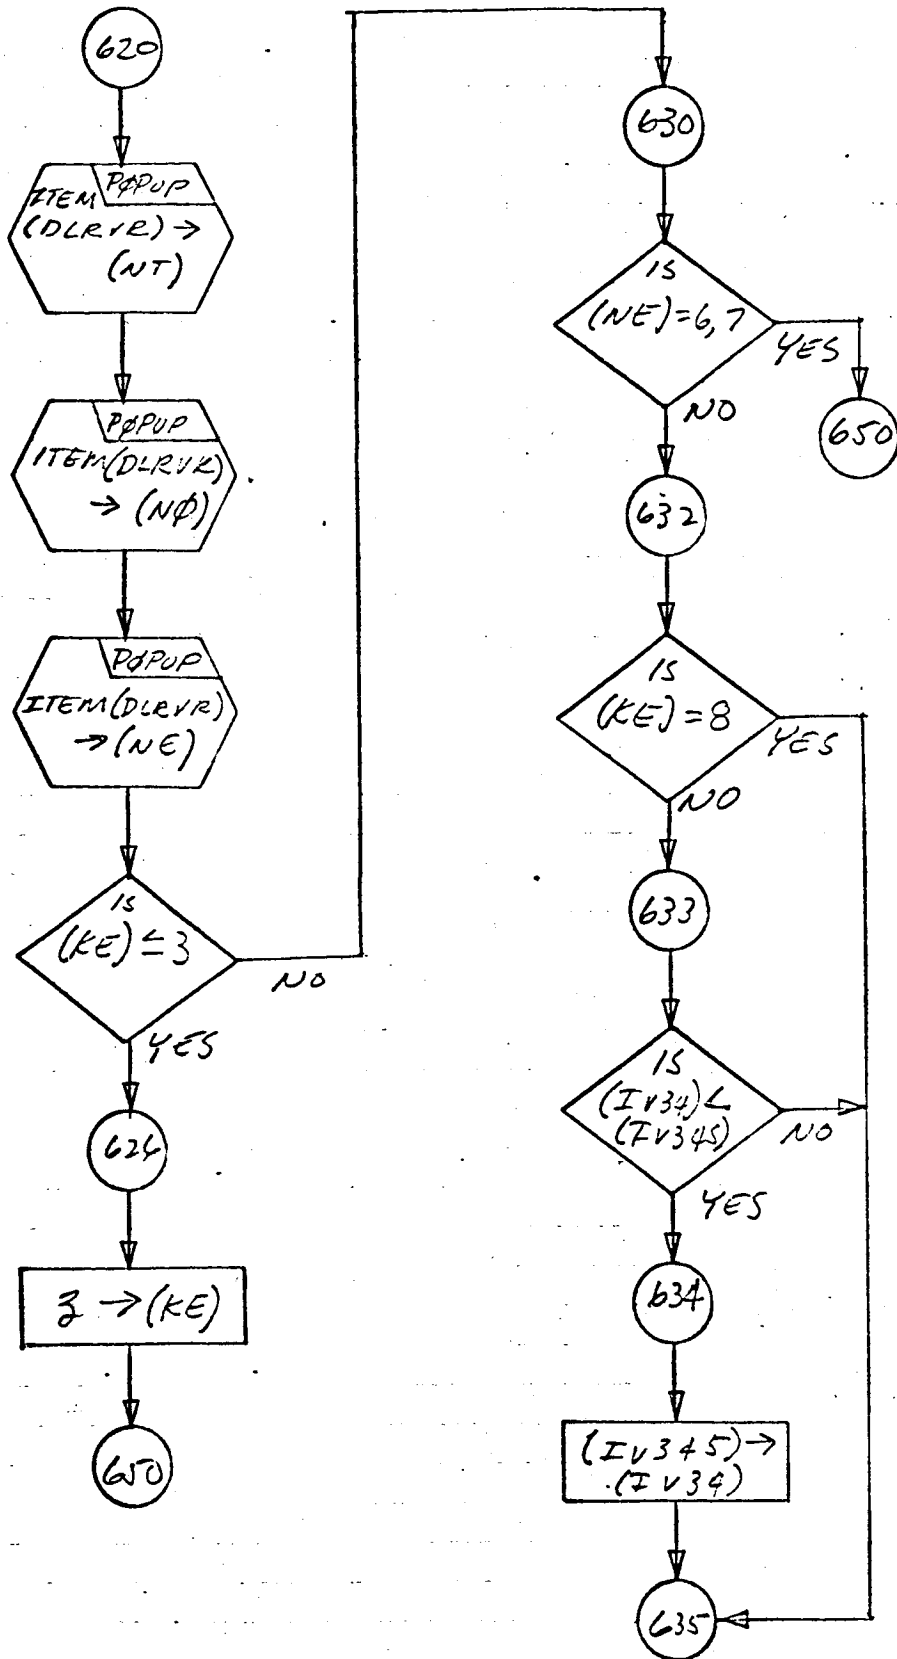 620
PØPUP
ITEM
(DLRVR) →
(NT)
PØPUP
ITEM(DLRVR)
→ (NØ)
PØPUP
ITEM(DLRVR)
→(NE)
IS
(KE)≤3
NO
YES
626
3 →(KE)
650
630
IS
(NE)=6,7
YES
NO
650
632
IS
(KE)=8
YES
NO
633
IS
(IV34)<
(IV345)
NO
YES
634
(IV345)→
(IV34)
635